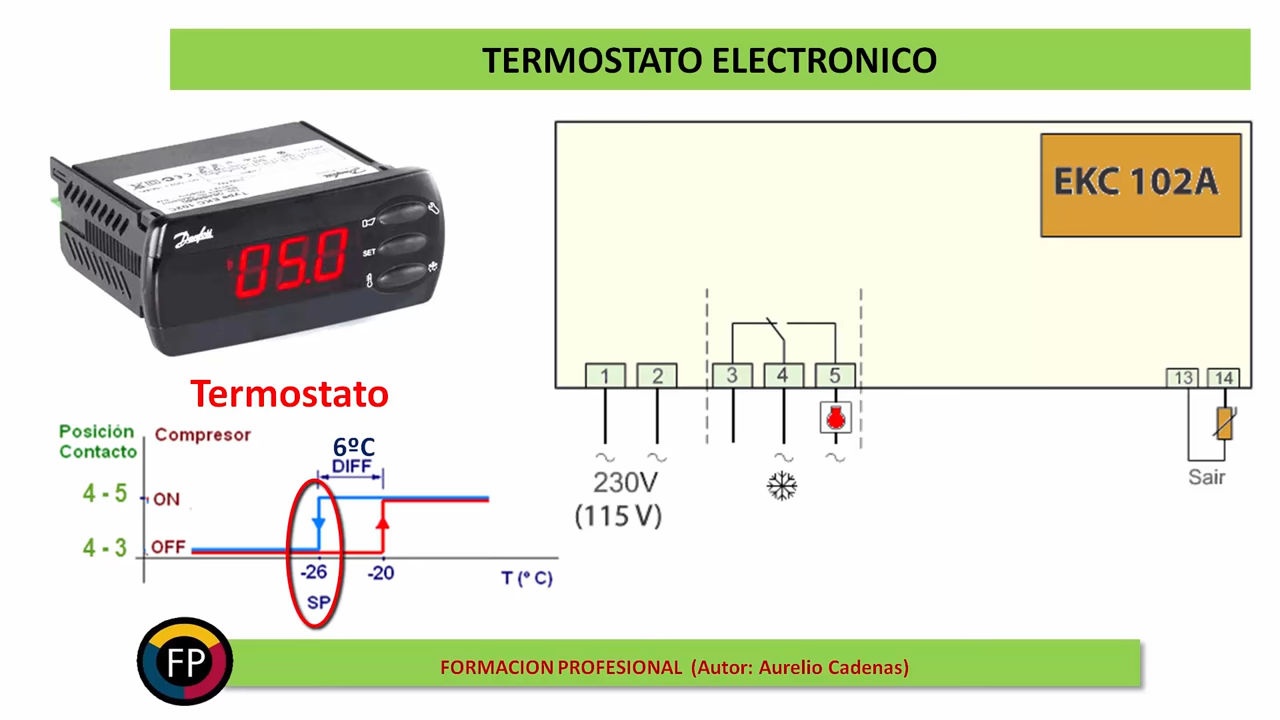 TERMOSTATO ELECTRONICO
Danfoss
05.0
SET
EKC 102A
1
2
3
4
5
13
14
230V
(115 V)
Sair
Termostato
Posición
Contacto
Compresor
6ºC
DIFF
4 - 5
ON
4 - 3
OFF
-26
-20
T (° C)
SP
FP
FORMACION PROFESIONAL (Autor: Aurelio Cadenas)